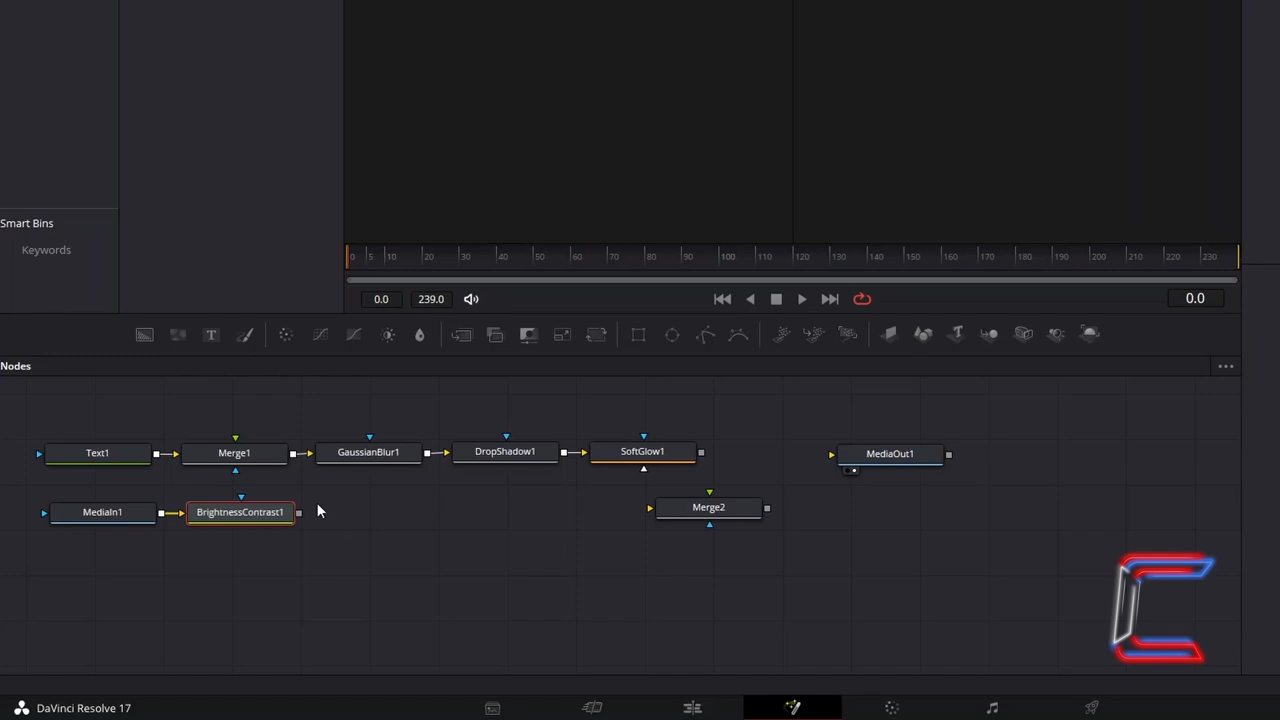 Smart Bins
Keywords
0 5 10 20 30 40 50 60 70 80 90 100 110 120 130 140 150 160 170 180 190 200 210 220 230
0.0 239.0 0.0
T
Nodes
Text1 Merge1 GaussianBlur1 DropShadow1 SoftGlow1 MediaOut1
MediaIn1 BrightnessContrast1 Merge2
DaVinci Resolve 17